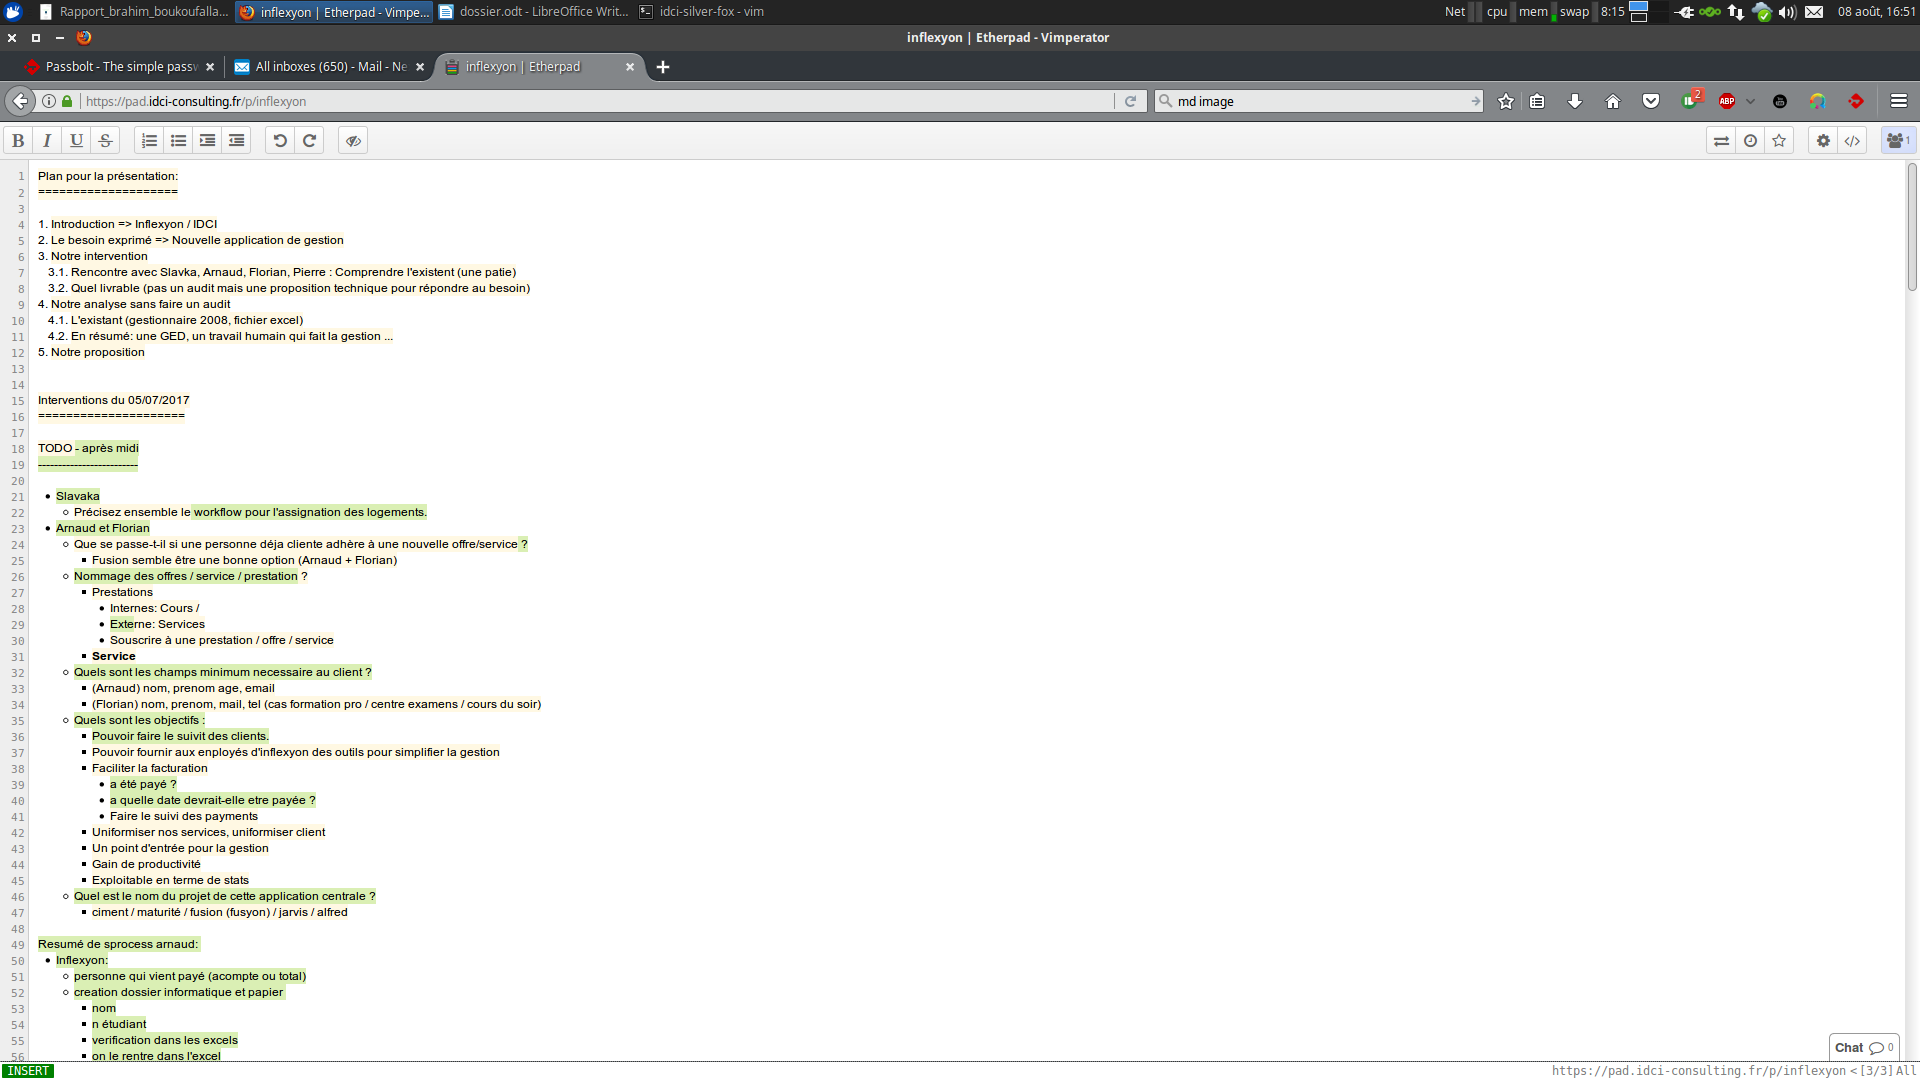 Rapport_brahim_boukoufalla... inflexyon | Etherpad - Vimpe... dossier.odt - LibreOffice Writ... idci-silver-fox - vim Net cpu mem swap 8:15 08 août, 16:51
inflexyon | Etherpad - Vimperator
Passbolt - The simple passw All inboxes (650) - Mail - Ne inflexyon | Etherpad
https://pad.idci-consulting.fr/p/inflexyon md image 2 ABP
B I U S 1
1 Plan pour la présentation:
2 ====================
3
4 1. Introduction => Inflexyon / IDCI
5 2. Le besoin exprimé => Nouvelle application de gestion
6 3. Notre intervention
7 3.1. Rencontre avec Slavka, Arnaud, Florian, Pierre : Comprendre l'existent (une patie)
8 3.2. Quel livrable (pas un audit mais une proposition technique pour répondre au besoin)
9 4. Notre analyse sans faire un audit
10 4.1. L'existant (gestionnaire 2008, fichier excel)
11 4.2. En résumé: une GED, un travail humain qui fait la gestion ...
12 5. Notre proposition
13
14
15 Interventions du 05/07/2017
16 =====================
17
18 TODO - après midi
19 -------------------------
20
21 Slavaka
22 Précisez ensemble le workflow pour l'assignation des logements.
23 Arnaud et Florian
24 Que se passe-t-il si une personne déja cliente adhère à une nouvelle offre/service ?
25 Fusion semble être une bonne option (Arnaud + Florian)
26 Nommage des offres / service / prestation ?
27 Prestations
28 Internes: Cours /
29 Externe: Services
30 Souscrire à une prestation / offre / service
31 Service
32 Quels sont les champs minimum necessaire au client ?
33 (Arnaud) nom, prenom age, email
34 (Florian) nom, prenom, mail, tel (cas formation pro / centre examens / cours du soir)
35 Quels sont les objectifs :
36 Pouvoir faire le suivit des clients.
37 Pouvoir fournir aux enployés d'inflexyon des outils pour simplifier la gestion
38 Faciliter la facturation
39 a été payé ?
40 a quelle date devrait-elle etre payée ?
41 Faire le suivi des payments
42 Uniformiser nos services, uniformiser client
43 Un point d'entrée pour la gestion
44 Gain de productivité
45 Exploitable en terme de stats
46 Quel est le nom du projet de cette application centrale ?
47 ciment / maturité / fusion (fusyon) / jarvis / alfred
48
49 Resumé de sprocess arnaud:
50 Inflexyon:
51 personne qui vient payé (acompte ou total)
52 creation dossier informatique et papier
53 nom
54 n étudiant
55 verification dans les excels
56 on le rentre dans l'excel
Chat 0
INSERT https://pad.idci-consulting.fr/p/inflexyon < [3/3] All